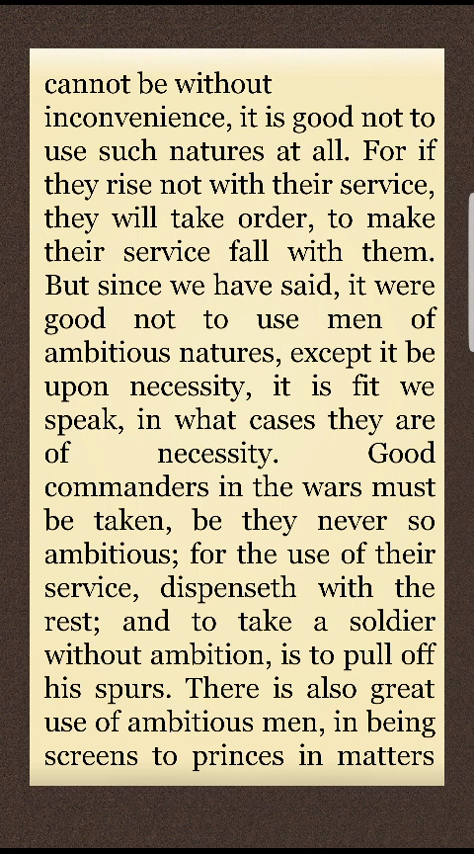 cannot be without
inconvenience, it is good not to
use such natures at all. For if
they rise not with their service,
they will take order, to make
their service fall with them.
But since we have said, it were
good not to use men of
ambitious natures, except it be
upon necessity, it is fit we
speak, in what cases they are
of necessity. Good
commanders in the wars must
be taken, be they never so
ambitious; for the use of their
service, dispenseth with the
rest; and to take a soldier
without ambition, is to pull off
his spurs. There is also great
use of ambitious men, in being
screens to princes in matters